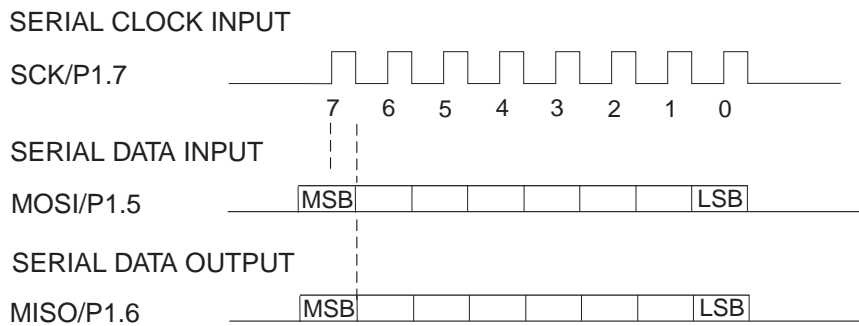 SERIAL CLOCK INPUT
SCK/P1.7
7 6 5 4 3 2 1 0
SERIAL DATA INPUT
MOSI/P1.5 MSB LSB
SERIAL DATA OUTPUT
MISO/P1.6 MSB LSB